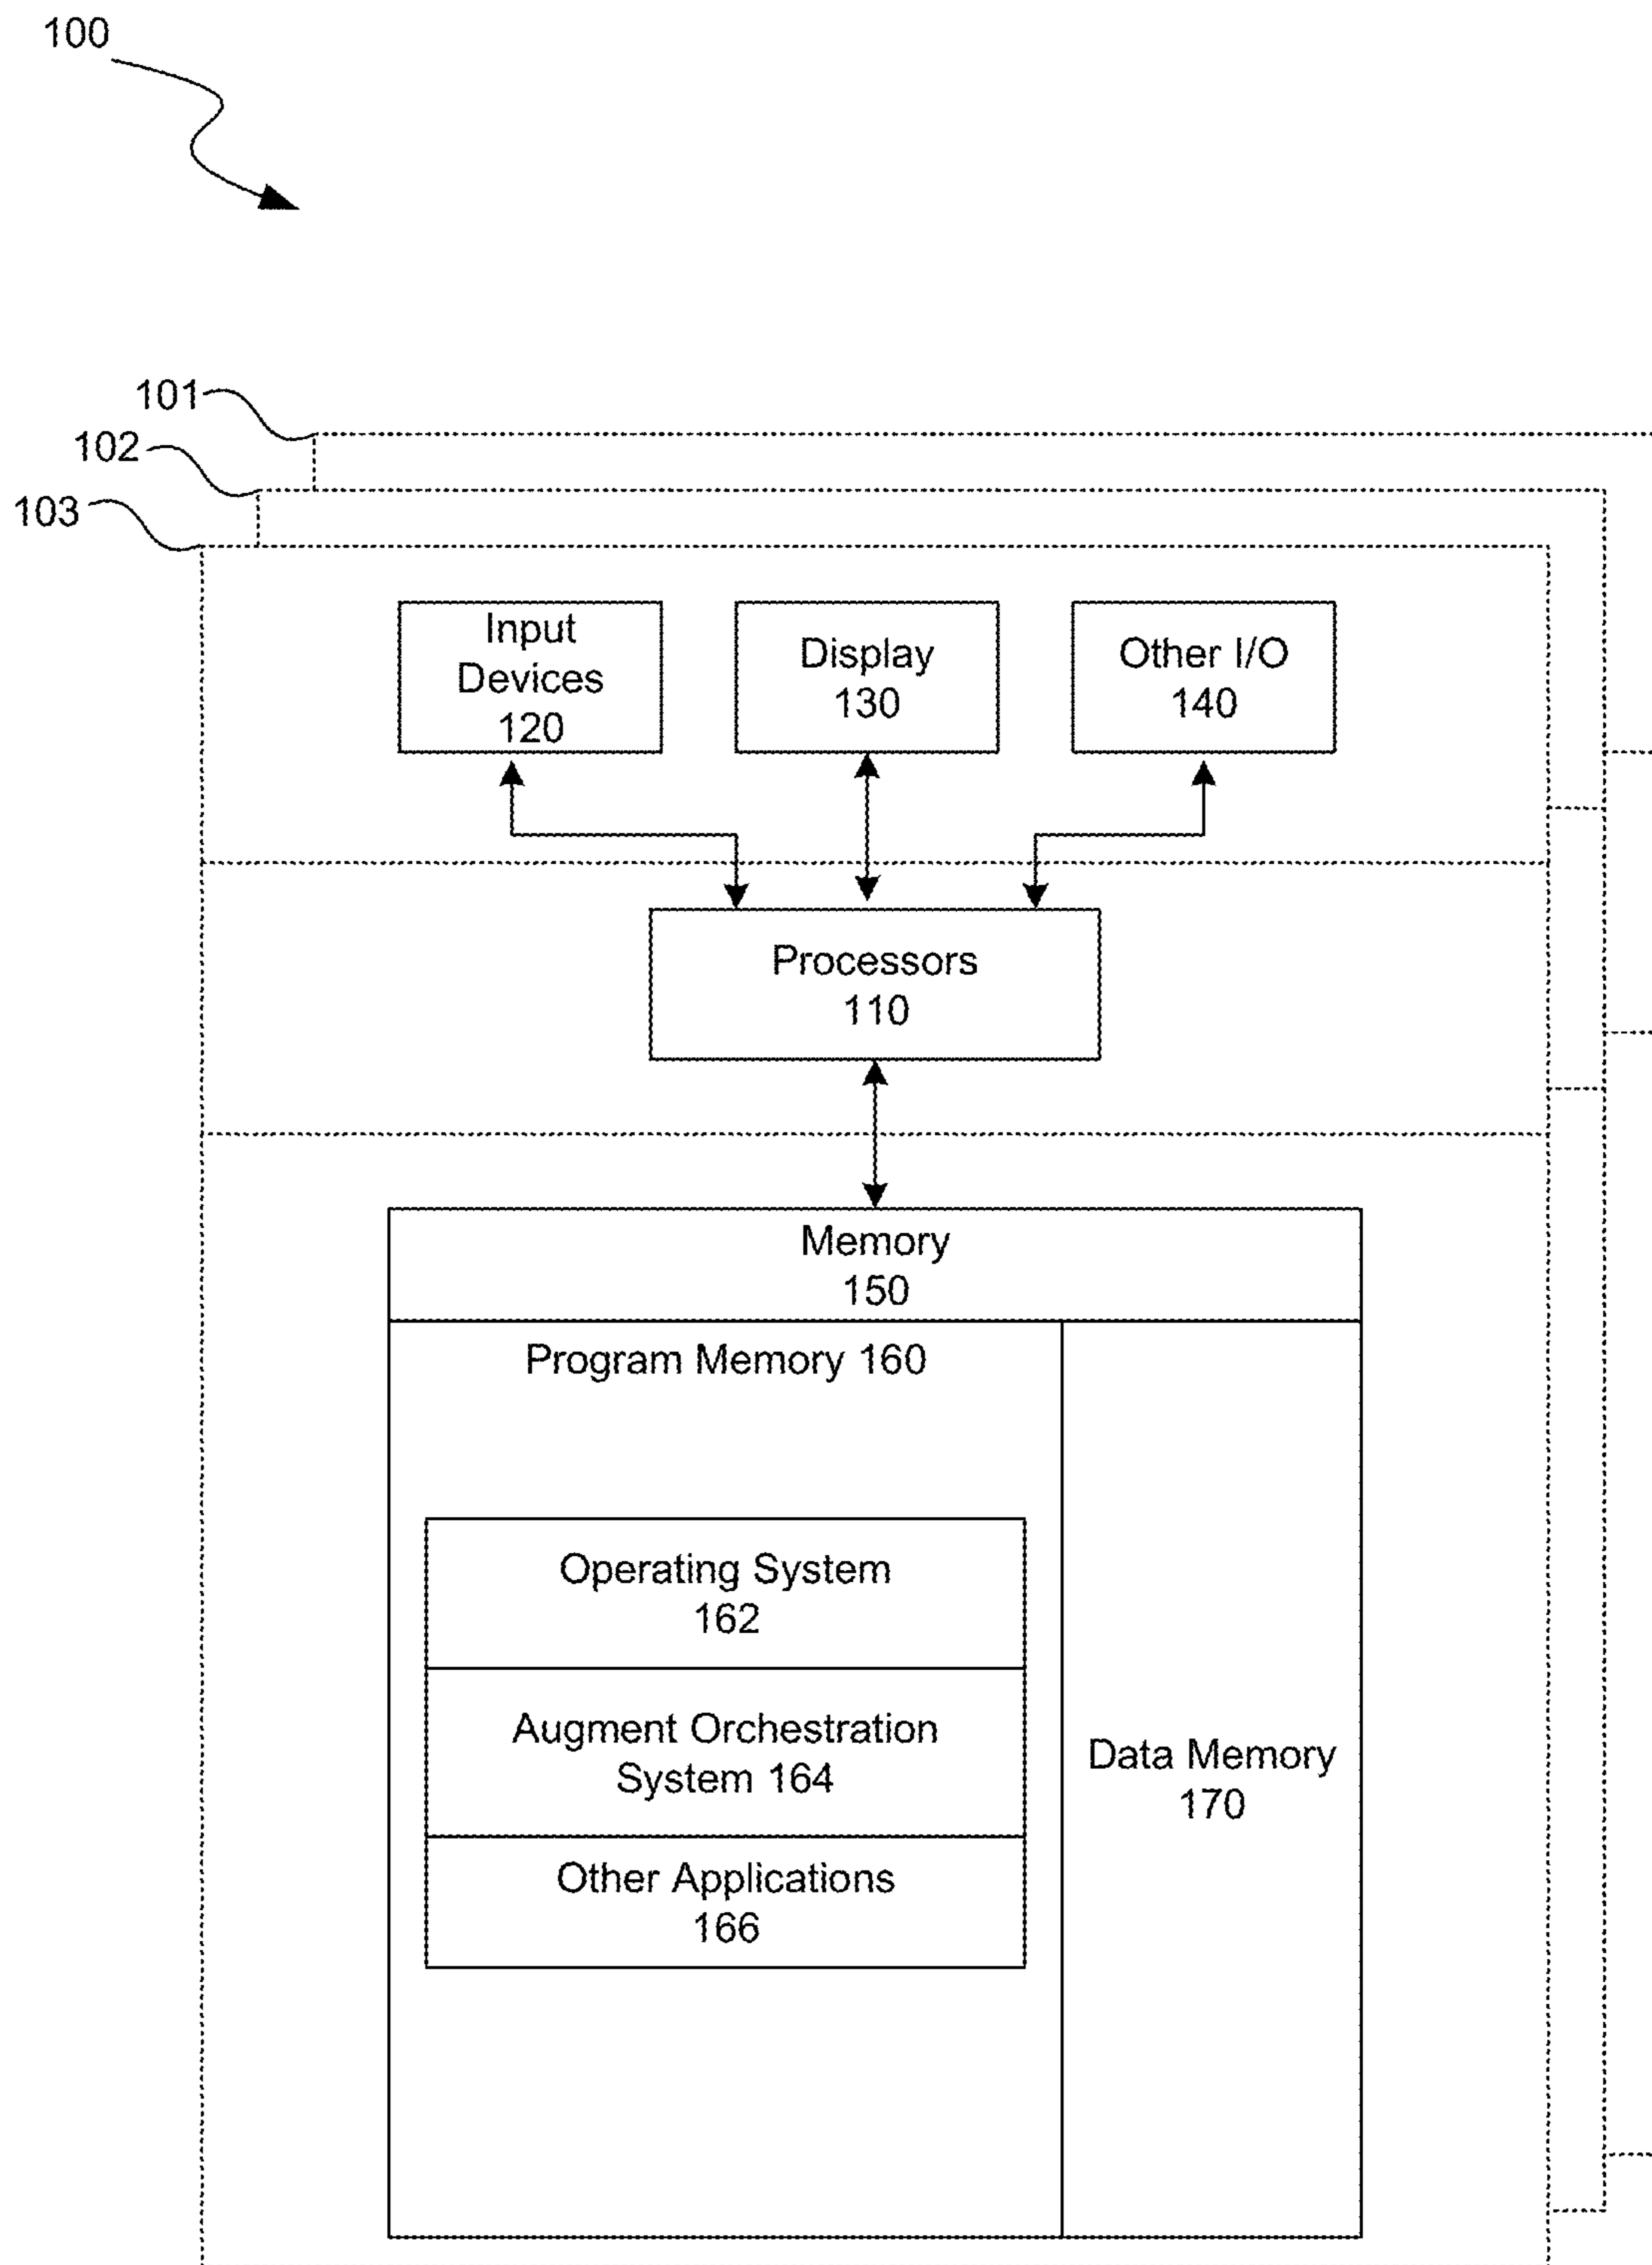 100
101
102
103
Input
Devices
120
Display
130
Other I/O
140
Processors
110
Memory
150
Program Memory 160
Operating System
162
Augment Orchestration
System 164
Other Applications
166
Data Memory
170